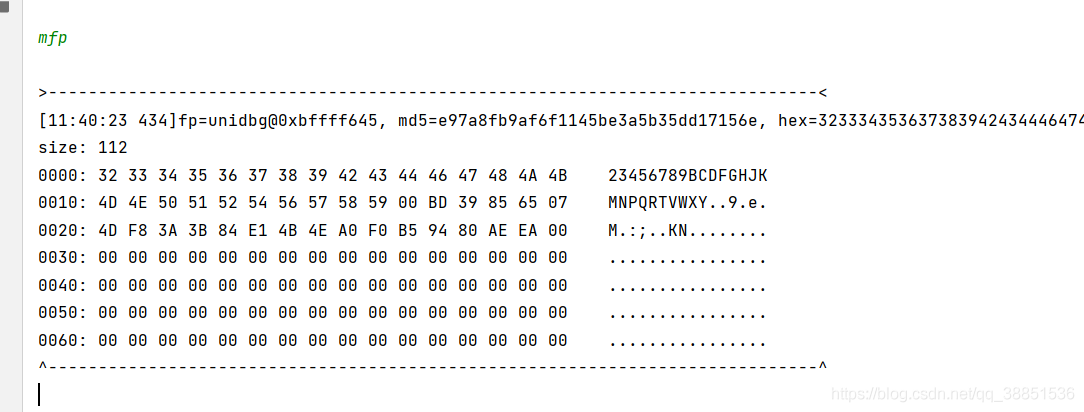 mfp
>-----------------------------------------------------------------------------<
[11:40:23 434]fp=unidbg@0xbffff645, md5=e97a8fb9af6f1145be3a5b35dd17156e, hex=3233343536373839424344464748
size: 112
0000: 32 33 34 35 36 37 38 39 42 43 44 46 47 48 4A 4B    23456789BCDFGHJK
0010: 4D 4E 50 51 52 54 56 57 58 59 00 BD 39 85 65 07    MNPQRTVWXY..9.e.
0020: 4D F8 3A 3B 84 E1 4B 4E A0 F0 B5 94 80 AE EA 00    M.:;..KN........
0030: 00 00 00 00 00 00 00 00 00 00 00 00 00 00 00 00    ................
0040: 00 00 00 00 00 00 00 00 00 00 00 00 00 00 00 00    ................
0050: 00 00 00 00 00 00 00 00 00 00 00 00 00 00 00 00    ................
0060: 00 00 00 00 00 00 00 00 00 00 00 00 00 00 00 00    ................
^-----------------------------------------------------------------------------^
https://blog.csdn.net/qq_38851536